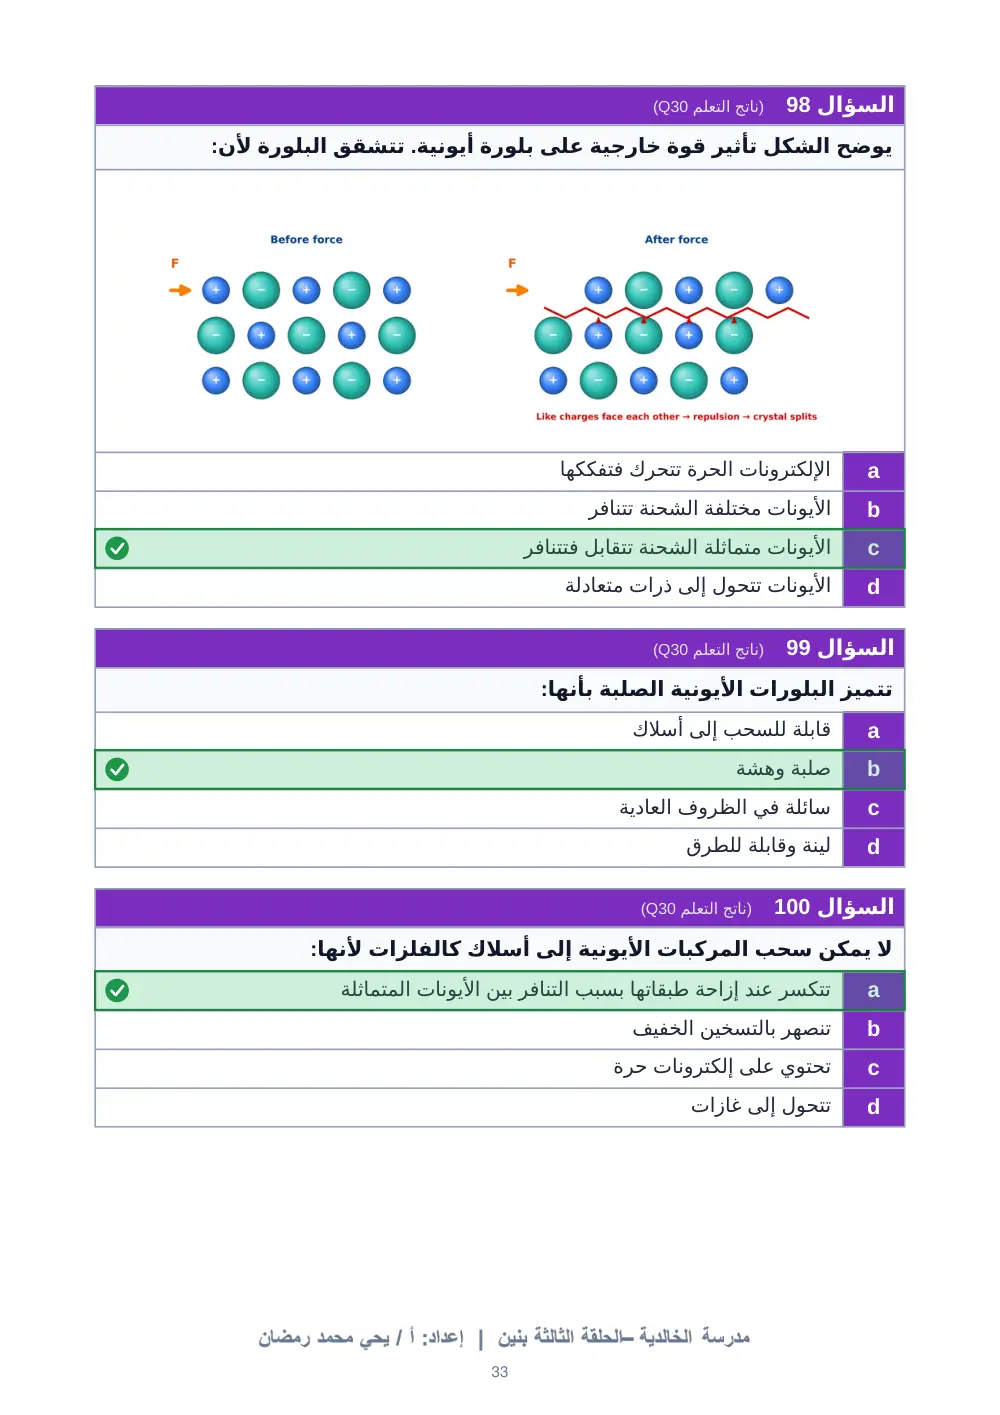 السؤال 98 (ناتج التعلم Q30)
يوضح الشكل تأثير قوة خارجية على بلورة أيونية. تتشقق البلورة لأن:
Before force
After force
F
F
+ − + − +
+ − + − +
− + − + −
− + − + −
+ − + − +
+ − + − +
Like charges face each other → repulsion → crystal splits
a الإلكترونات الحرة تتحرك فتفككها
b الأيونات مختلفة الشحنة تتنافر
c الأيونات متماثلة الشحنة تتقابل فتتنافر
d الأيونات تتحول إلى ذرات متعادلة
السؤال 99 (ناتج التعلم Q30)
تتميز البلورات الأيونية الصلبة بأنها:
a قابلة للسحب إلى أسلاك
b صلبة وهشة
c سائلة في الظروف العادية
d لينة وقابلة للطرق
السؤال 100 (ناتج التعلم Q30)
لا يمكن سحب المركبات الأيونية إلى أسلاك كالفلزات لأنها:
a تتكسر عند إزاحة طبقاتها بسبب التنافر بين الأيونات المتماثلة
b تنصهر بالتسخين الخفيف
c تحتوي على إلكترونات حرة
d تتحول إلى غازات
مدرسة الخالدية –الحلقة الثالثة بنين | إعداد: أ / يحي محمد رمضان
33